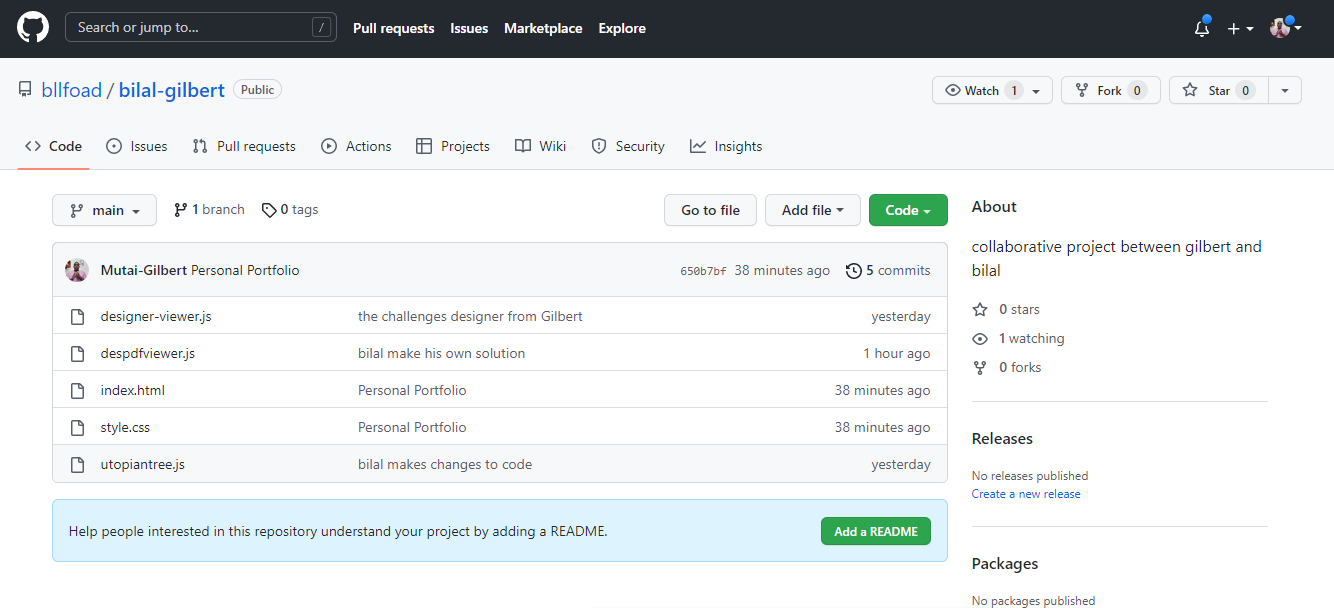 Search or jump to... /
Pull requests Issues Marketplace Explore
bllfoad / bilal-gilbert Public
Watch 1 Fork 0 Star 0
Code Issues Pull requests Actions Projects Wiki Security Insights
main 1 branch 0 tags Go to file Add file Code
Mutai-Gilbert Personal Portfolio 650b7bf 38 minutes ago 5 commits
designer-viewer.js the challenges designer from Gilbert yesterday
despdfviewer.js bilal make his own solution 1 hour ago
index.html Personal Portfolio 38 minutes ago
style.css Personal Portfolio 38 minutes ago
utopiantree.js bilal makes changes to code yesterday
Help people interested in this repository understand your project by adding a README. Add a README
About
collaborative project between gilbert and
bilal
0 stars
1 watching
0 forks
Releases
No releases published
Create a new release
Packages
No packages published